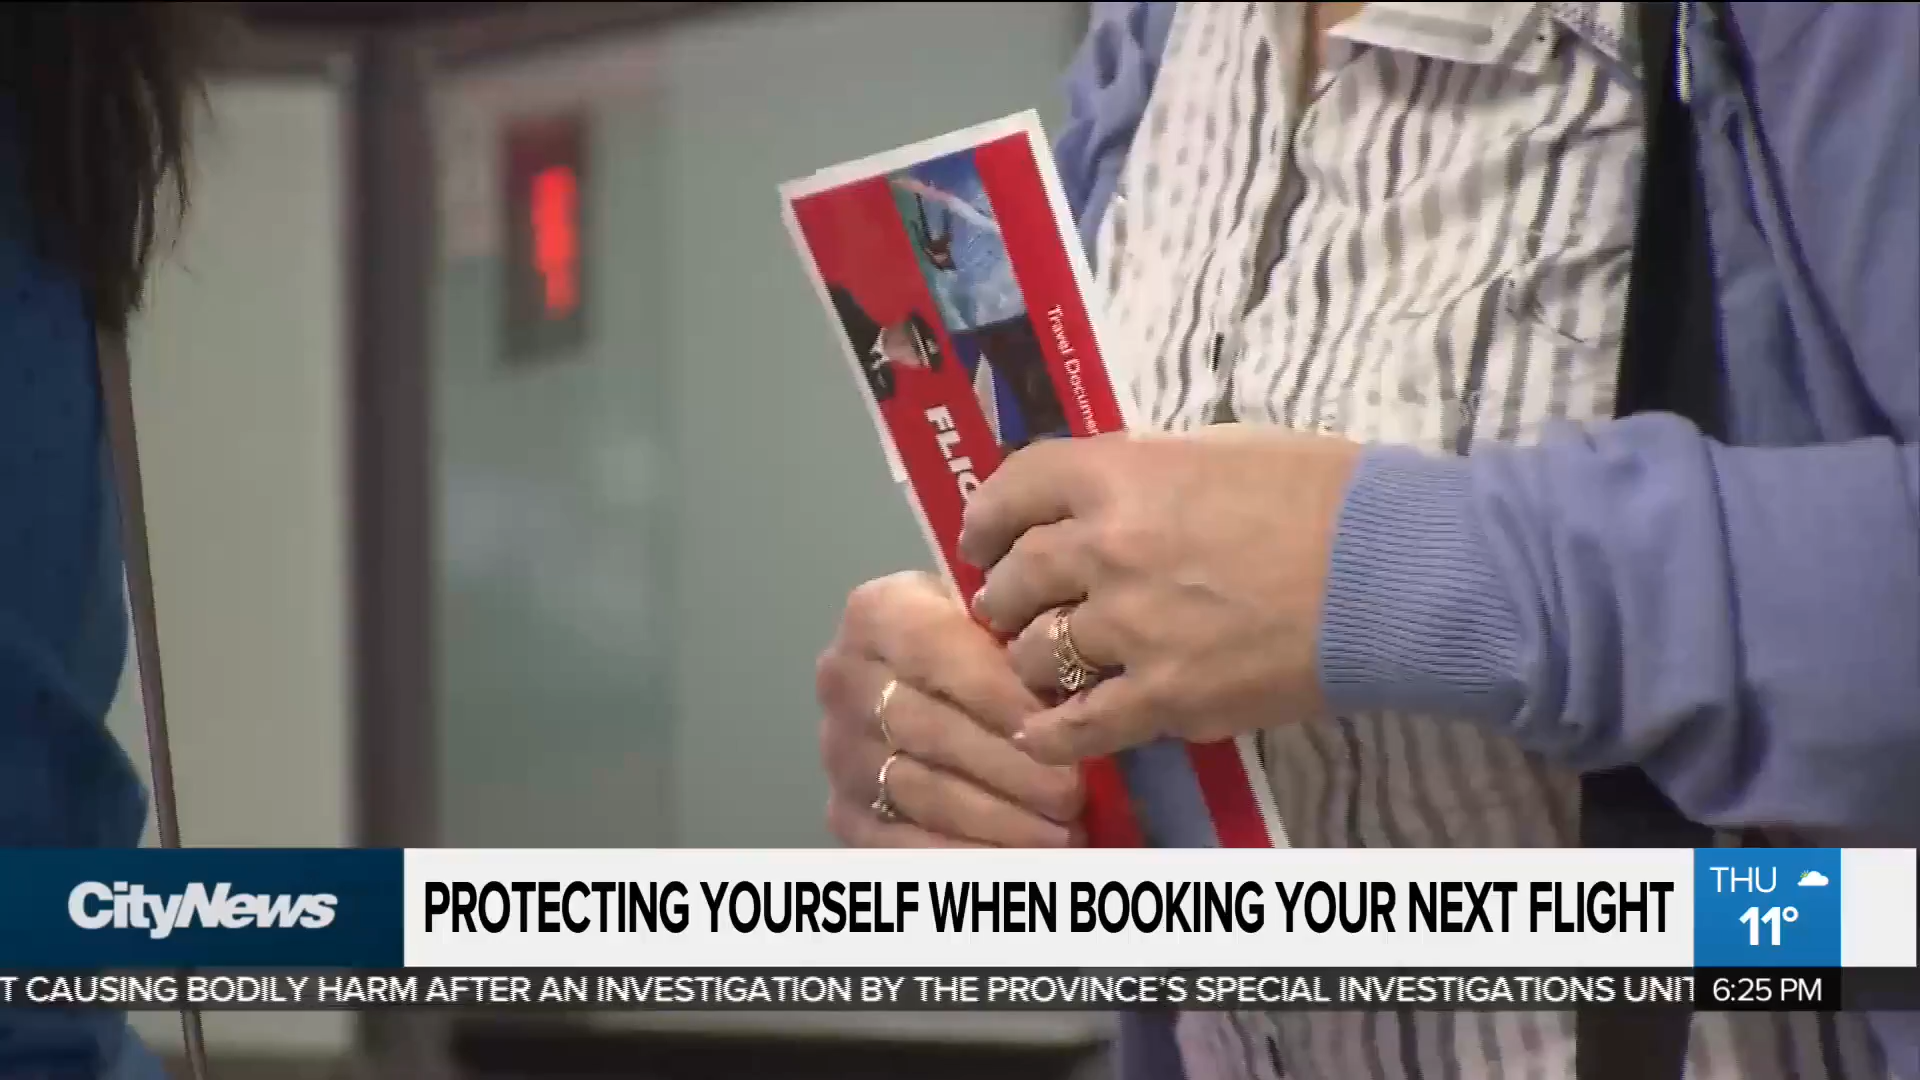 Travel Documen
FLIG
CityNews
PROTECTING YOURSELF WHEN BOOKING YOUR NEXT FLIGHT
THU
11°
T CAUSING BODILY HARM AFTER AN INVESTIGATION BY THE PROVINCE'S SPECIAL INVESTIGATIONS UNIT
6:25 PM